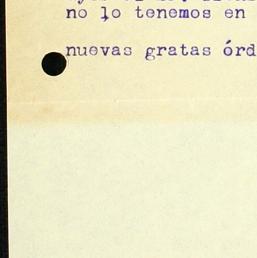 no lo tenemos en
nuevas gratas órd